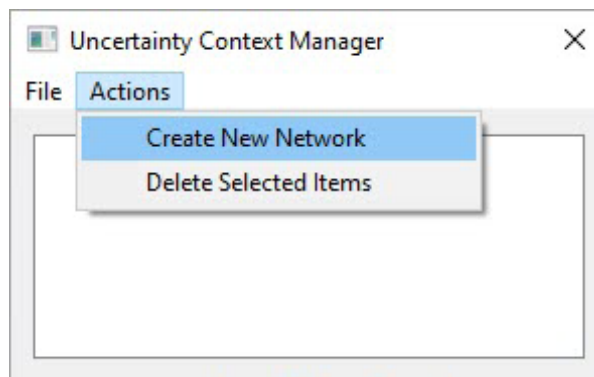 Uncertainty Context Manager
File Actions
Create New Network
Delete Selected Items